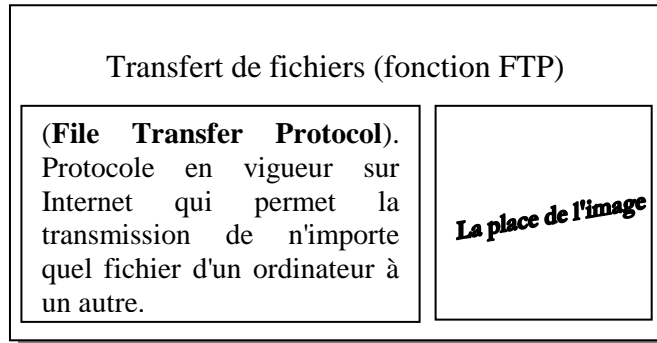 Transfert de fichiers (fonction FTP)
(File Transfer Protocol).
Protocole en vigueur sur
Internet qui permet la
transmission de n'importe
quel fichier d'un ordinateur à
un autre.
La place de l'image